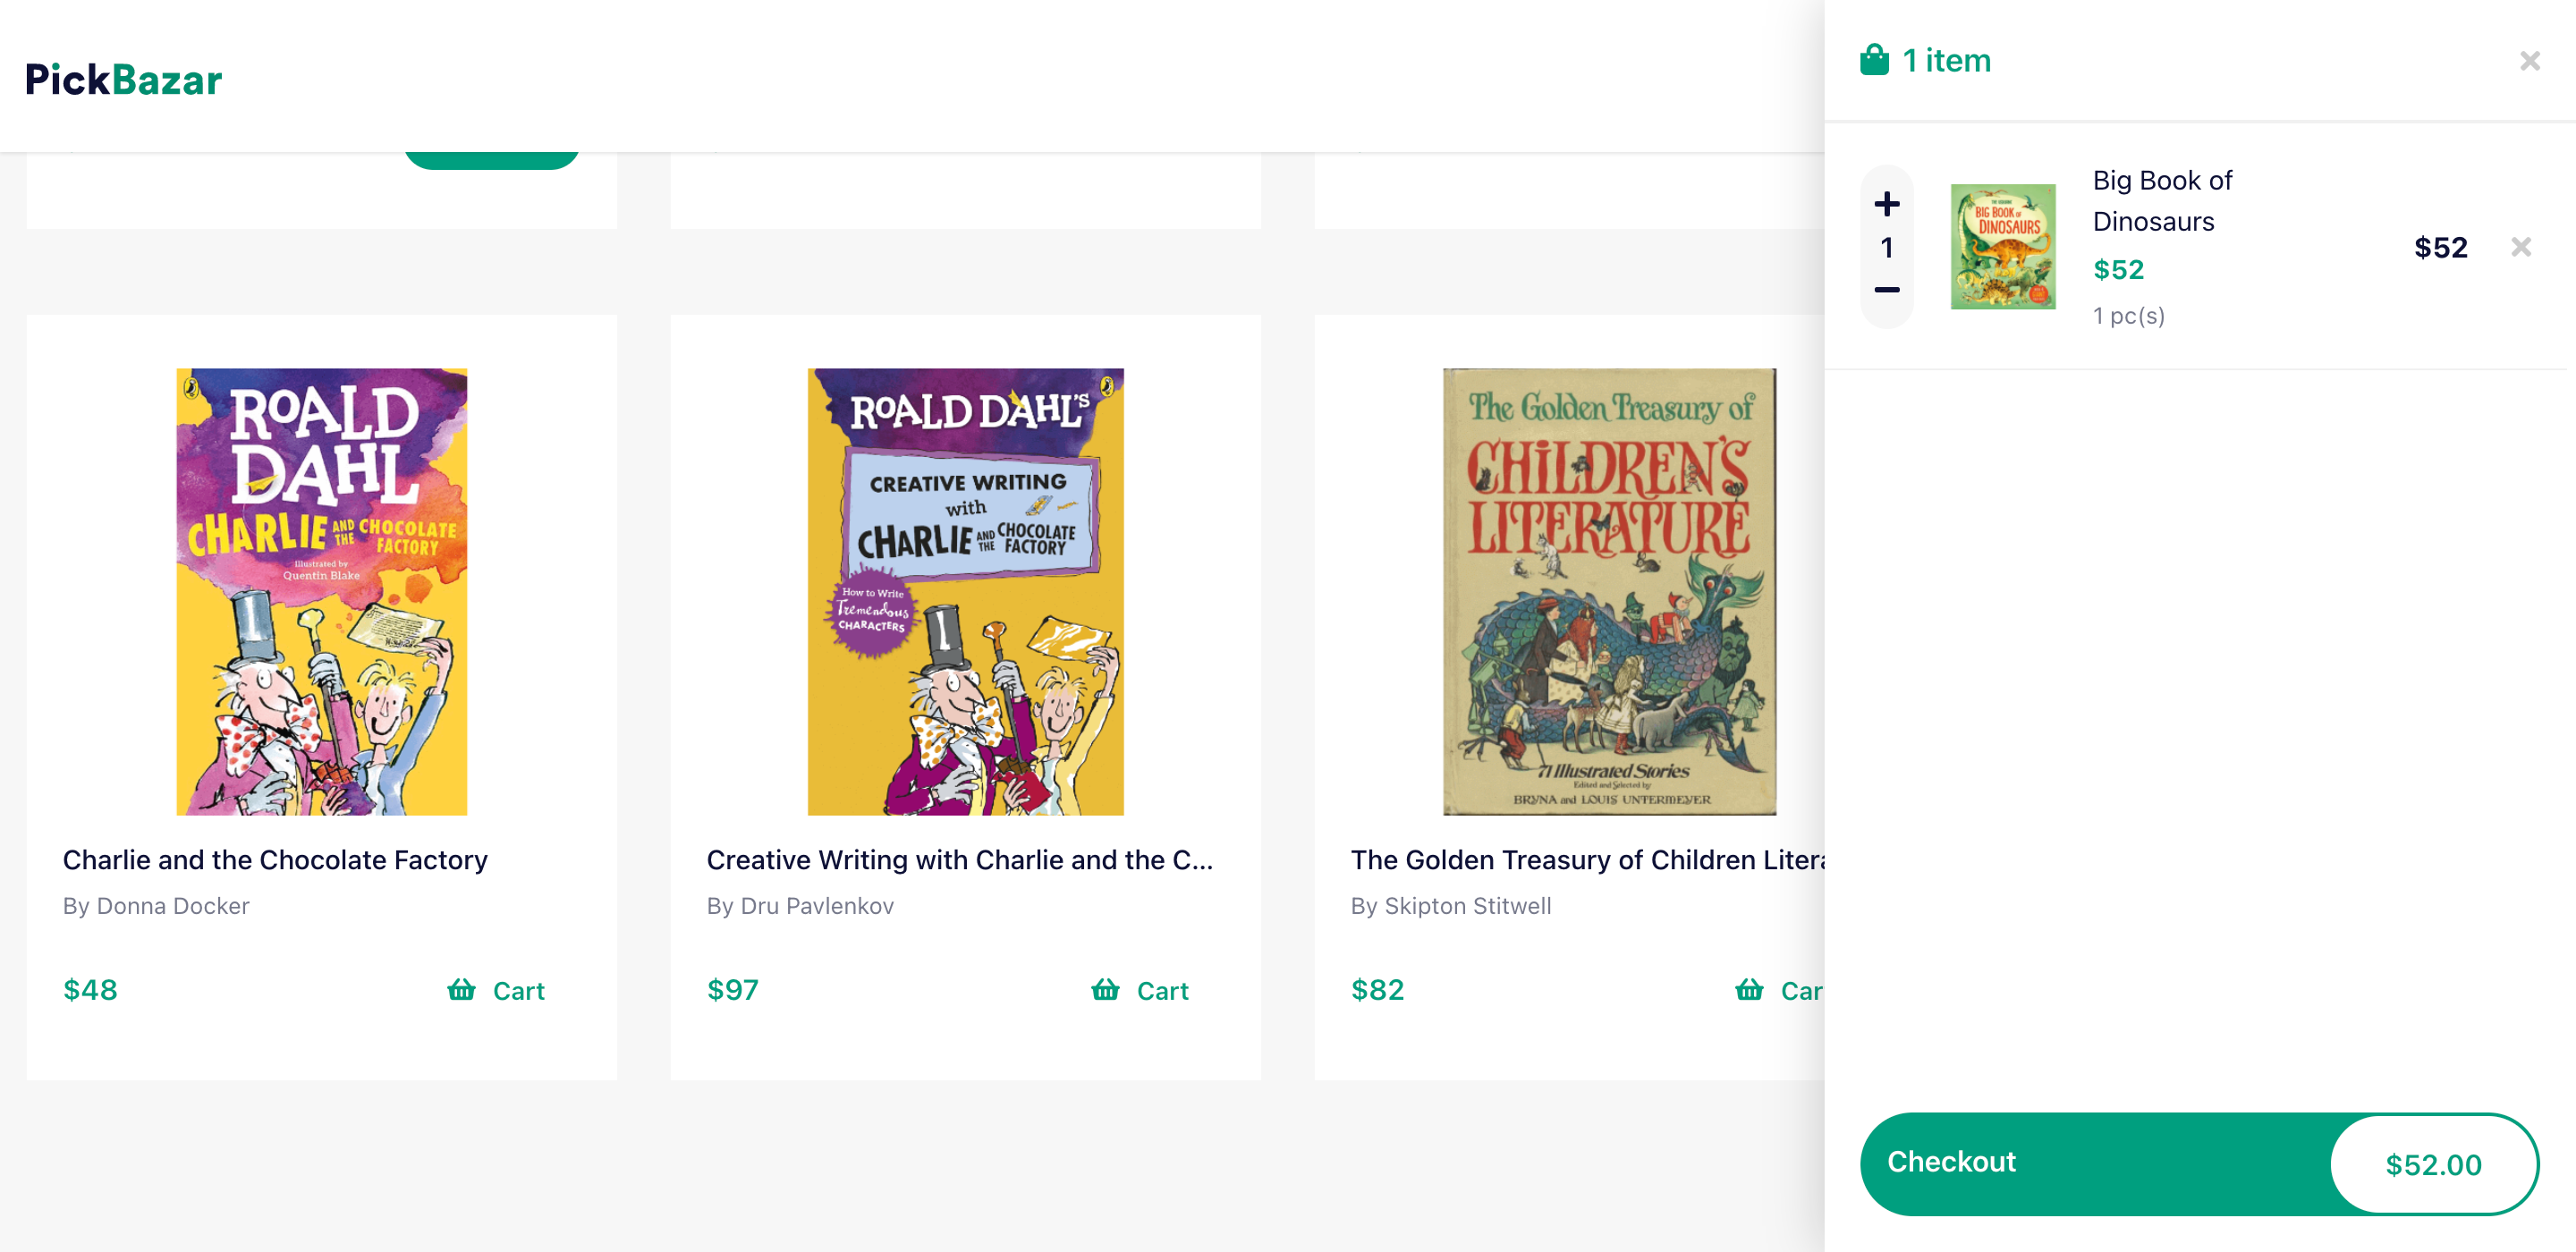 PickBazar
ROALD
DAHL
CHARLIE AND THE CHOCOLATE FACTORY
Illustrated by
Quentin Blake
Charlie and the Chocolate Factory
By Donna Docker
$48
Cart
ROALD DAHL'S
CREATIVE WRITING
with
CHARLIE AND THE CHOCOLATE FACTORY
How to Write
Tremendous
CHARACTERS
Creative Writing with Charlie and the C...
By Dru Pavlenkov
$97
Cart
The Golden Treasury of
CHILDREN'S
LITERATURE
71 Illustrated Stories
Edited and Selected by
BRYNA and LOUIS UNTERMEYER
The Golden Treasury of Children Litera
By Skipton Stitwell
$82
Car
1 item
1
THE USBORNE
BIG BOOK OF
DINOSAURS
Big Book of
Dinosaurs
$52
1 pc(s)
$52
Checkout
$52.00